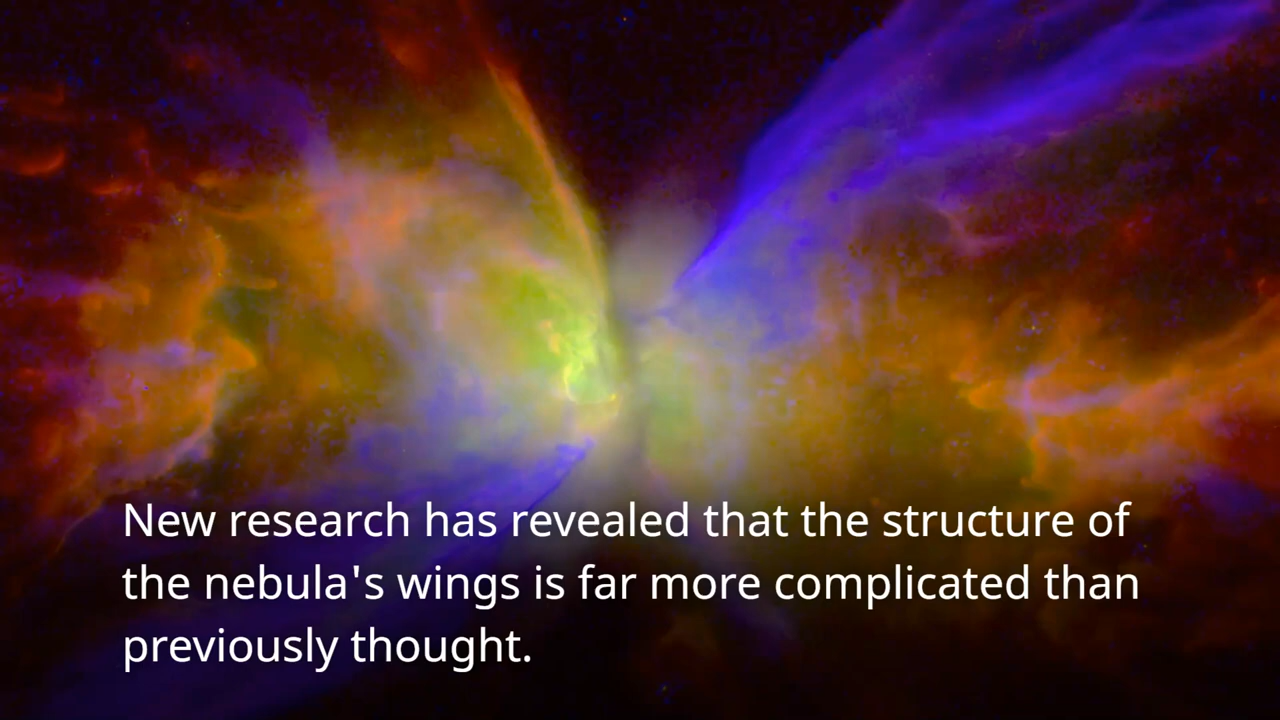 New research has revealed that the structure of
the nebula's wings is far more complicated than
previously thought.